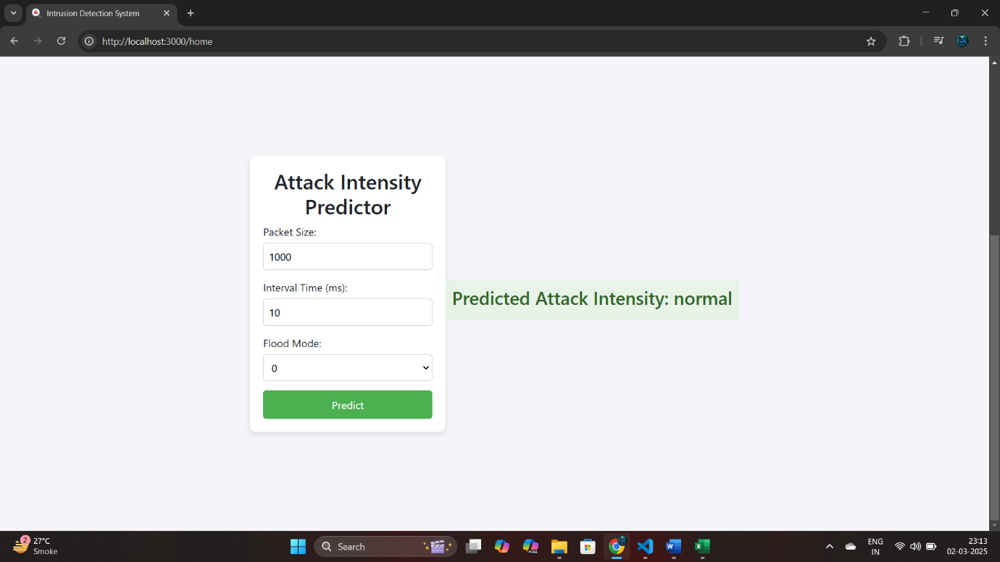 Intrusion Detection System
http://localhost:3000/home
Attack Intensity
Predictor
Packet Size:
1000
Interval Time (ms):
10
Flood Mode:
0
Predict
Predicted Attack Intensity: normal
2
27°C
Smoke
Search
M365
ENG
IN
23:13
02-03-2025